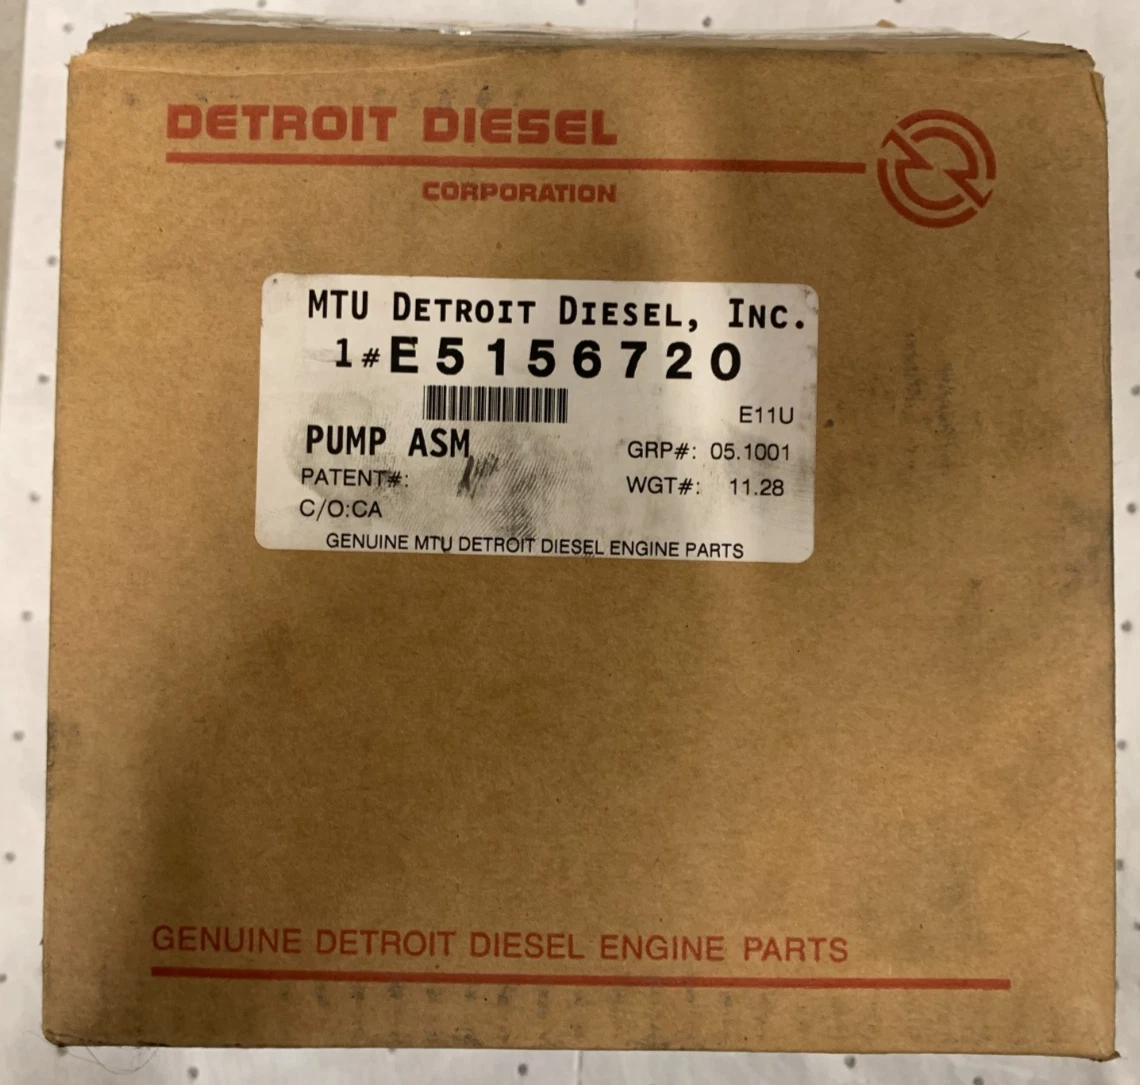 DETROIT DIESEL
CORPORATION
MTU DETROIT DIESEL, INC.
1#E5156720
E11U
PUMP ASM
GRP#: 05.1001
PATENT#:
WGT#: 11.28
C/O:CA
GENUINE MTU DETROIT DIESEL ENGINE PARTS
GENUINE DETROIT DIESEL ENGINE PARTS